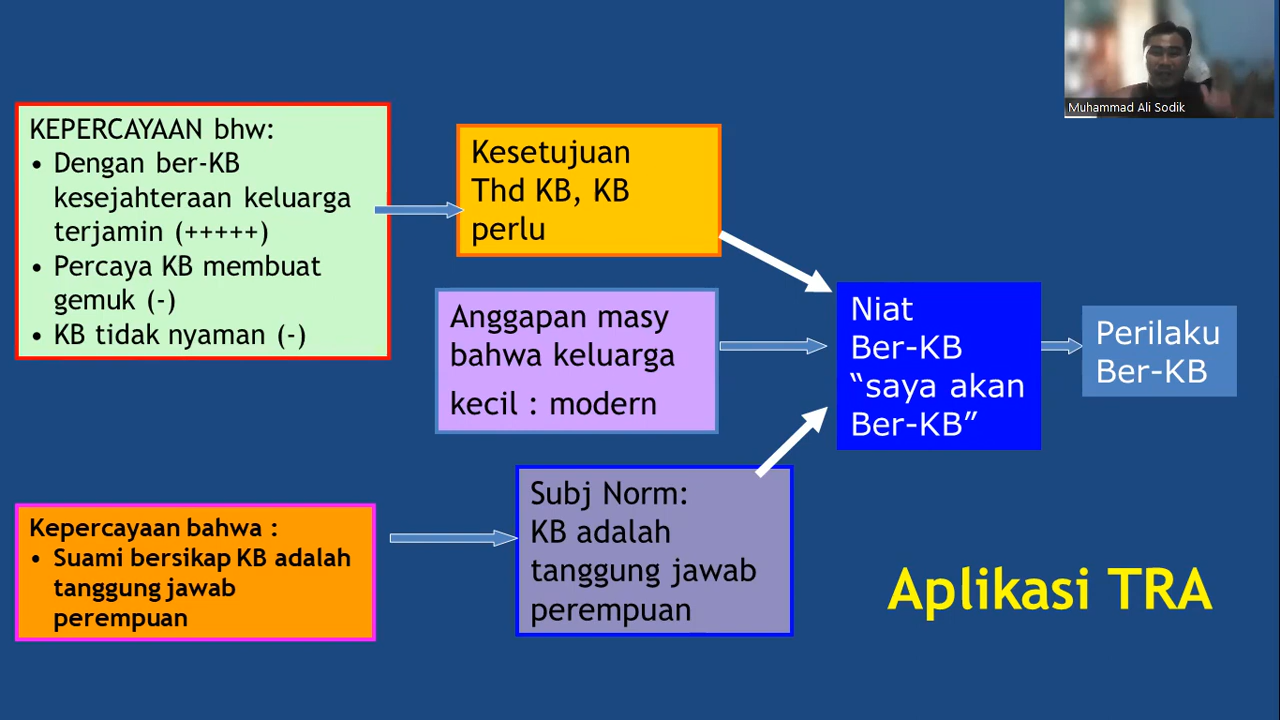 Muhammad Ali Sodik
KEPERCAYAAN bhw:
• Dengan ber-KB
kesejahteraan keluarga
terjamin (+++++)
• Percaya KB membuat
gemuk (-)
• KB tidak nyaman (-)
Kesetujuan
Thd KB, KB
perlu
Anggapan masy
bahwa keluarga
kecil : modern
Niat
Ber-KB
“saya akan
Ber-KB”
Perilaku
Ber-KB
Kepercayaan bahwa :
• Suami bersikap KB adalah
tanggung jawab
perempuan
Subj Norm:
KB adalah
tanggung jawab
perempuan
Aplikasi TRA